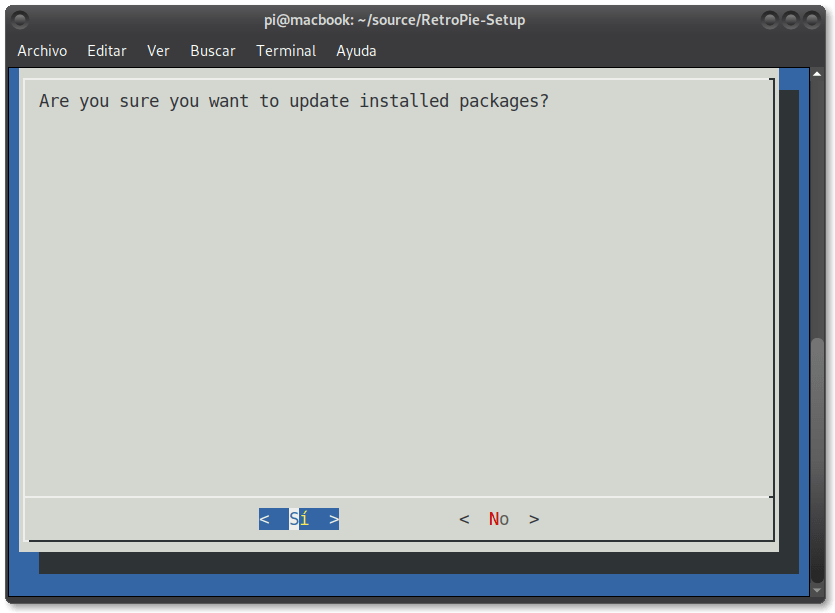 pi@macbook: ~/source/RetroPie-Setup
Archivo Editar Ver Buscar Terminal Ayuda
Are you sure you want to update installed packages?
< Sí > < No >